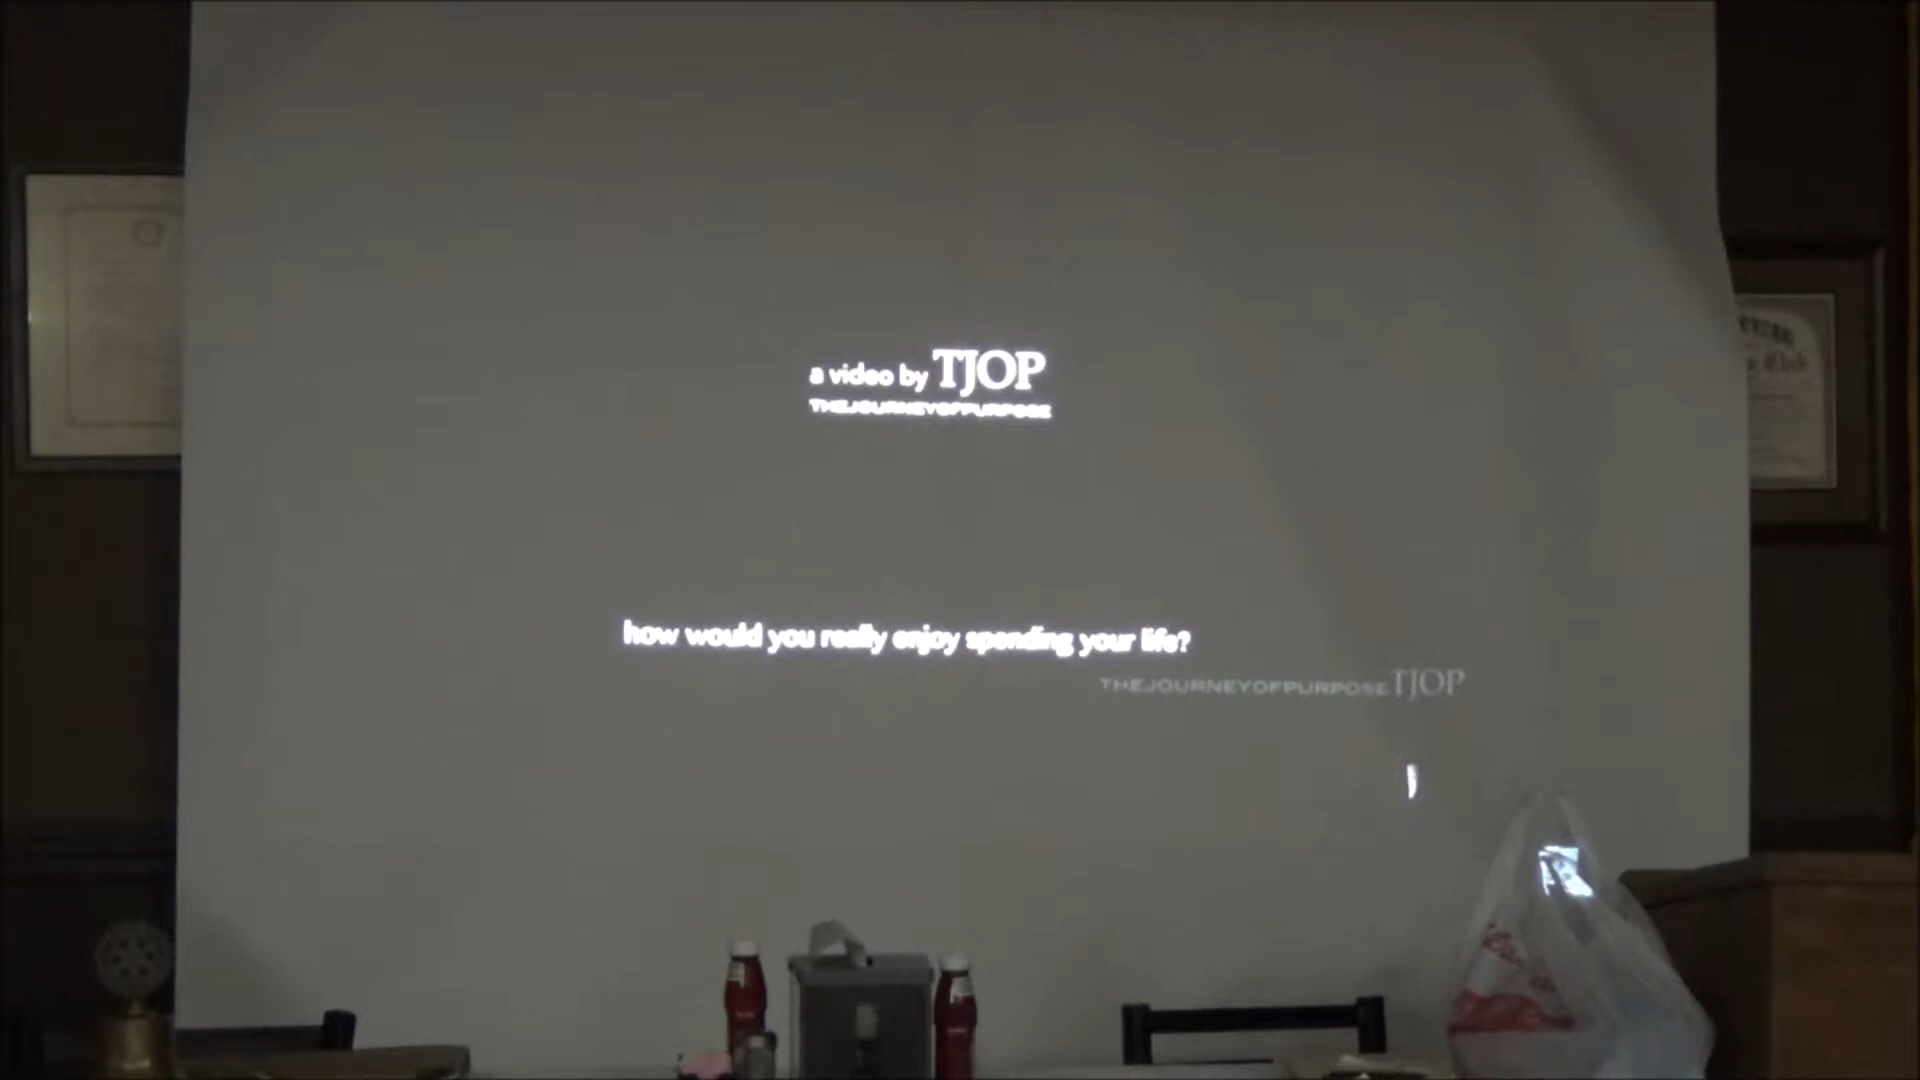 a video by TJOP
THEJOURNEYOFPURPOSE
how would you really enjoy spending your life?
THEJOURNEYOFPURPOSE TJOP